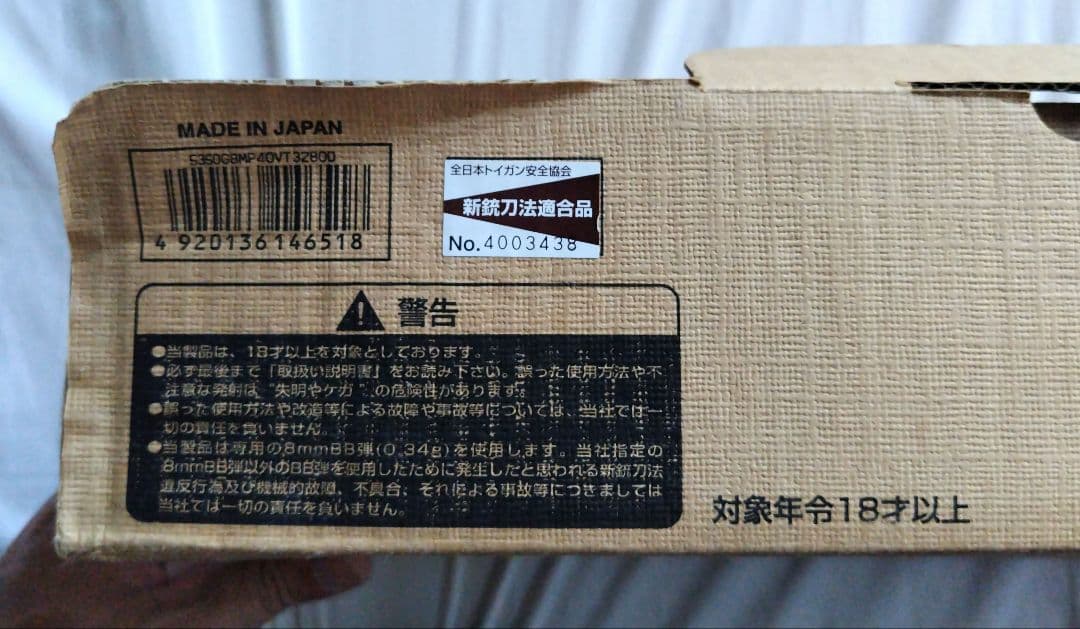 MADE IN JAPAN
S3S0G8MP40VT32800
4920136146518
全日本トイガン安全協会
新銃刀法適合品
No.4003438
警告
●当製品は、18才以上を対象としております。
●必ず最後まで「取扱い説明書」をお読み下さい。誤った使用方法や不
注意な発射は"失明やケガ"の危険性があります。
●誤った使用方法や改造等による故障や事故等については、当社では一
切の責任を負いません。
●当製品は専用の8mmBB弾(0.34g)を使用します。当社指定の
8mmBB弾以外のBB弾を使用したために発生したと思われる新銃刀法
違反行為及び機械的故障、不具合、それによる事故等につきましては
当社では一切の責任を負いません。
対象年令18才以上